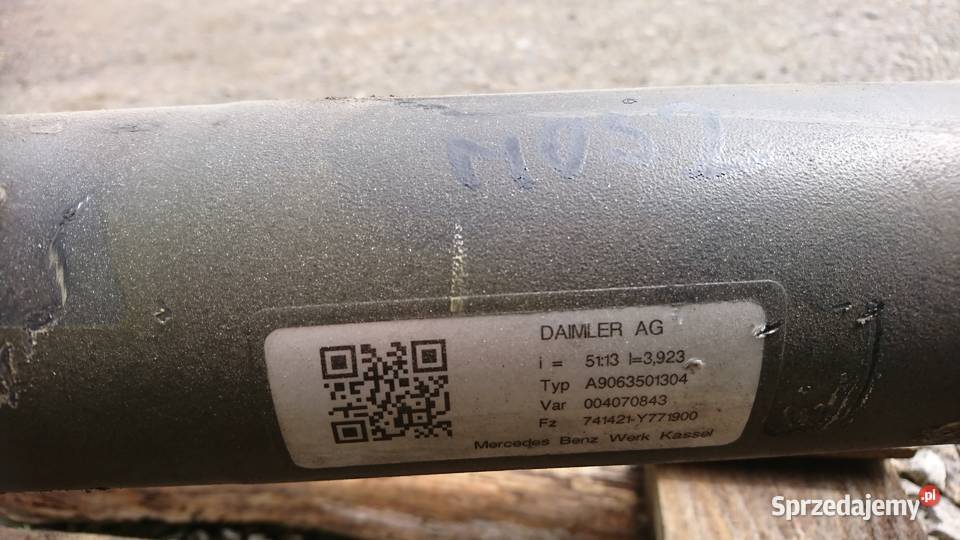 MOST
DAIMLER AG
i = 51:13 I=3,923
Typ A9063501304
Var 004070843
Fz 741421-Y771900
Mercedes Benz Werk Kassel
Sprzedajemy.pl